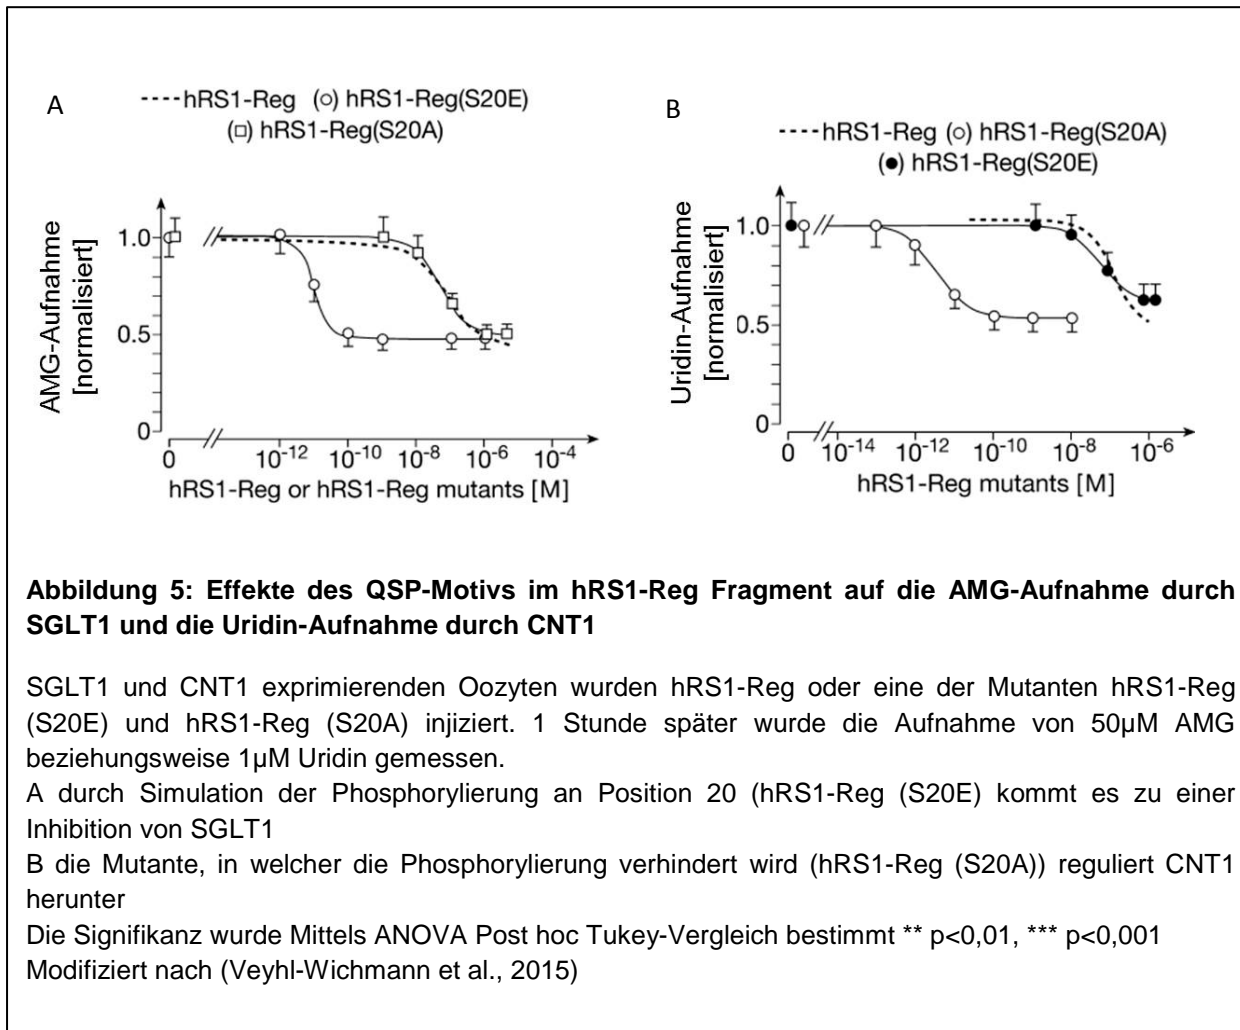 A
hRS1-Reg (○) hRS1-Reg(S20E)
(□) hRS1-Reg(S20A)
AMG-Aufnahme
[normalisiert]
1.0
0.5
0
0 10⁻¹² 10⁻¹⁰ 10⁻⁸ 10⁻⁶ 10⁻⁴
hRS1-Reg or hRS1-Reg mutants [M]
B
hRS1-Reg (○) hRS1-Reg(S20A)
(●) hRS1-Reg(S20E)
Uridin-Aufnahme
[normalisiert]
1.0
0.5
0
0 10⁻¹⁴ 10⁻¹² 10⁻¹⁰ 10⁻⁸ 10⁻⁶
hRS1-Reg mutants [M]
Abbildung 5: Effekte des QSP-Motivs im hRS1-Reg Fragment auf die AMG-Aufnahme durch
SGLT1 und die Uridin-Aufnahme durch CNT1
SGLT1 und CNT1 exprimierenden Oozyten wurden hRS1-Reg oder eine der Mutanten hRS1-Reg
(S20E) und hRS1-Reg (S20A) injiziert. 1 Stunde später wurde die Aufnahme von 50µM AMG
beziehungsweise 1µM Uridin gemessen.
A durch Simulation der Phosphorylierung an Position 20 (hRS1-Reg (S20E) kommt es zu einer
Inhibition von SGLT1
B die Mutante, in welcher die Phosphorylierung verhindert wird (hRS1-Reg (S20A)) reguliert CNT1
herunter
Die Signifikanz wurde Mittels ANOVA Post hoc Tukey-Vergleich bestimmt ** p<0,01, *** p<0,001
Modifiziert nach (Veyhl-Wichmann et al., 2015)